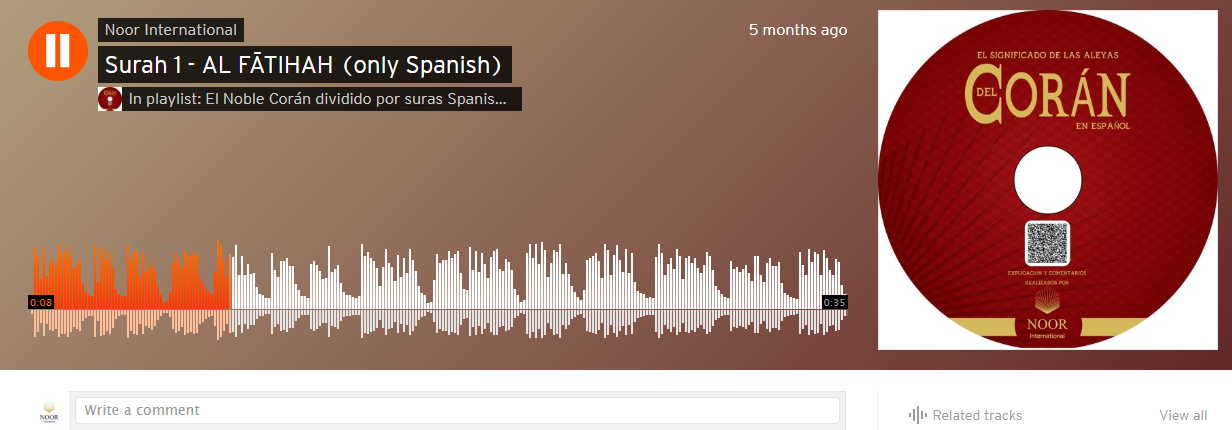 Noor International
5 months ago
Surah 1 - AL FĀTIHAH (only Spanish)
In playlist: El Noble Corán dividido por suras Spanis...
0:08
0:35
EL SIGNIFICADO DE LAS ALEYAS
DEL CORÁN
EN ESPAÑOL
EXPLICACIÓN Y COMENTARIOS
REALIZADOS POR
NOOR
International
NOOR
Write a comment
Related tracks
View all